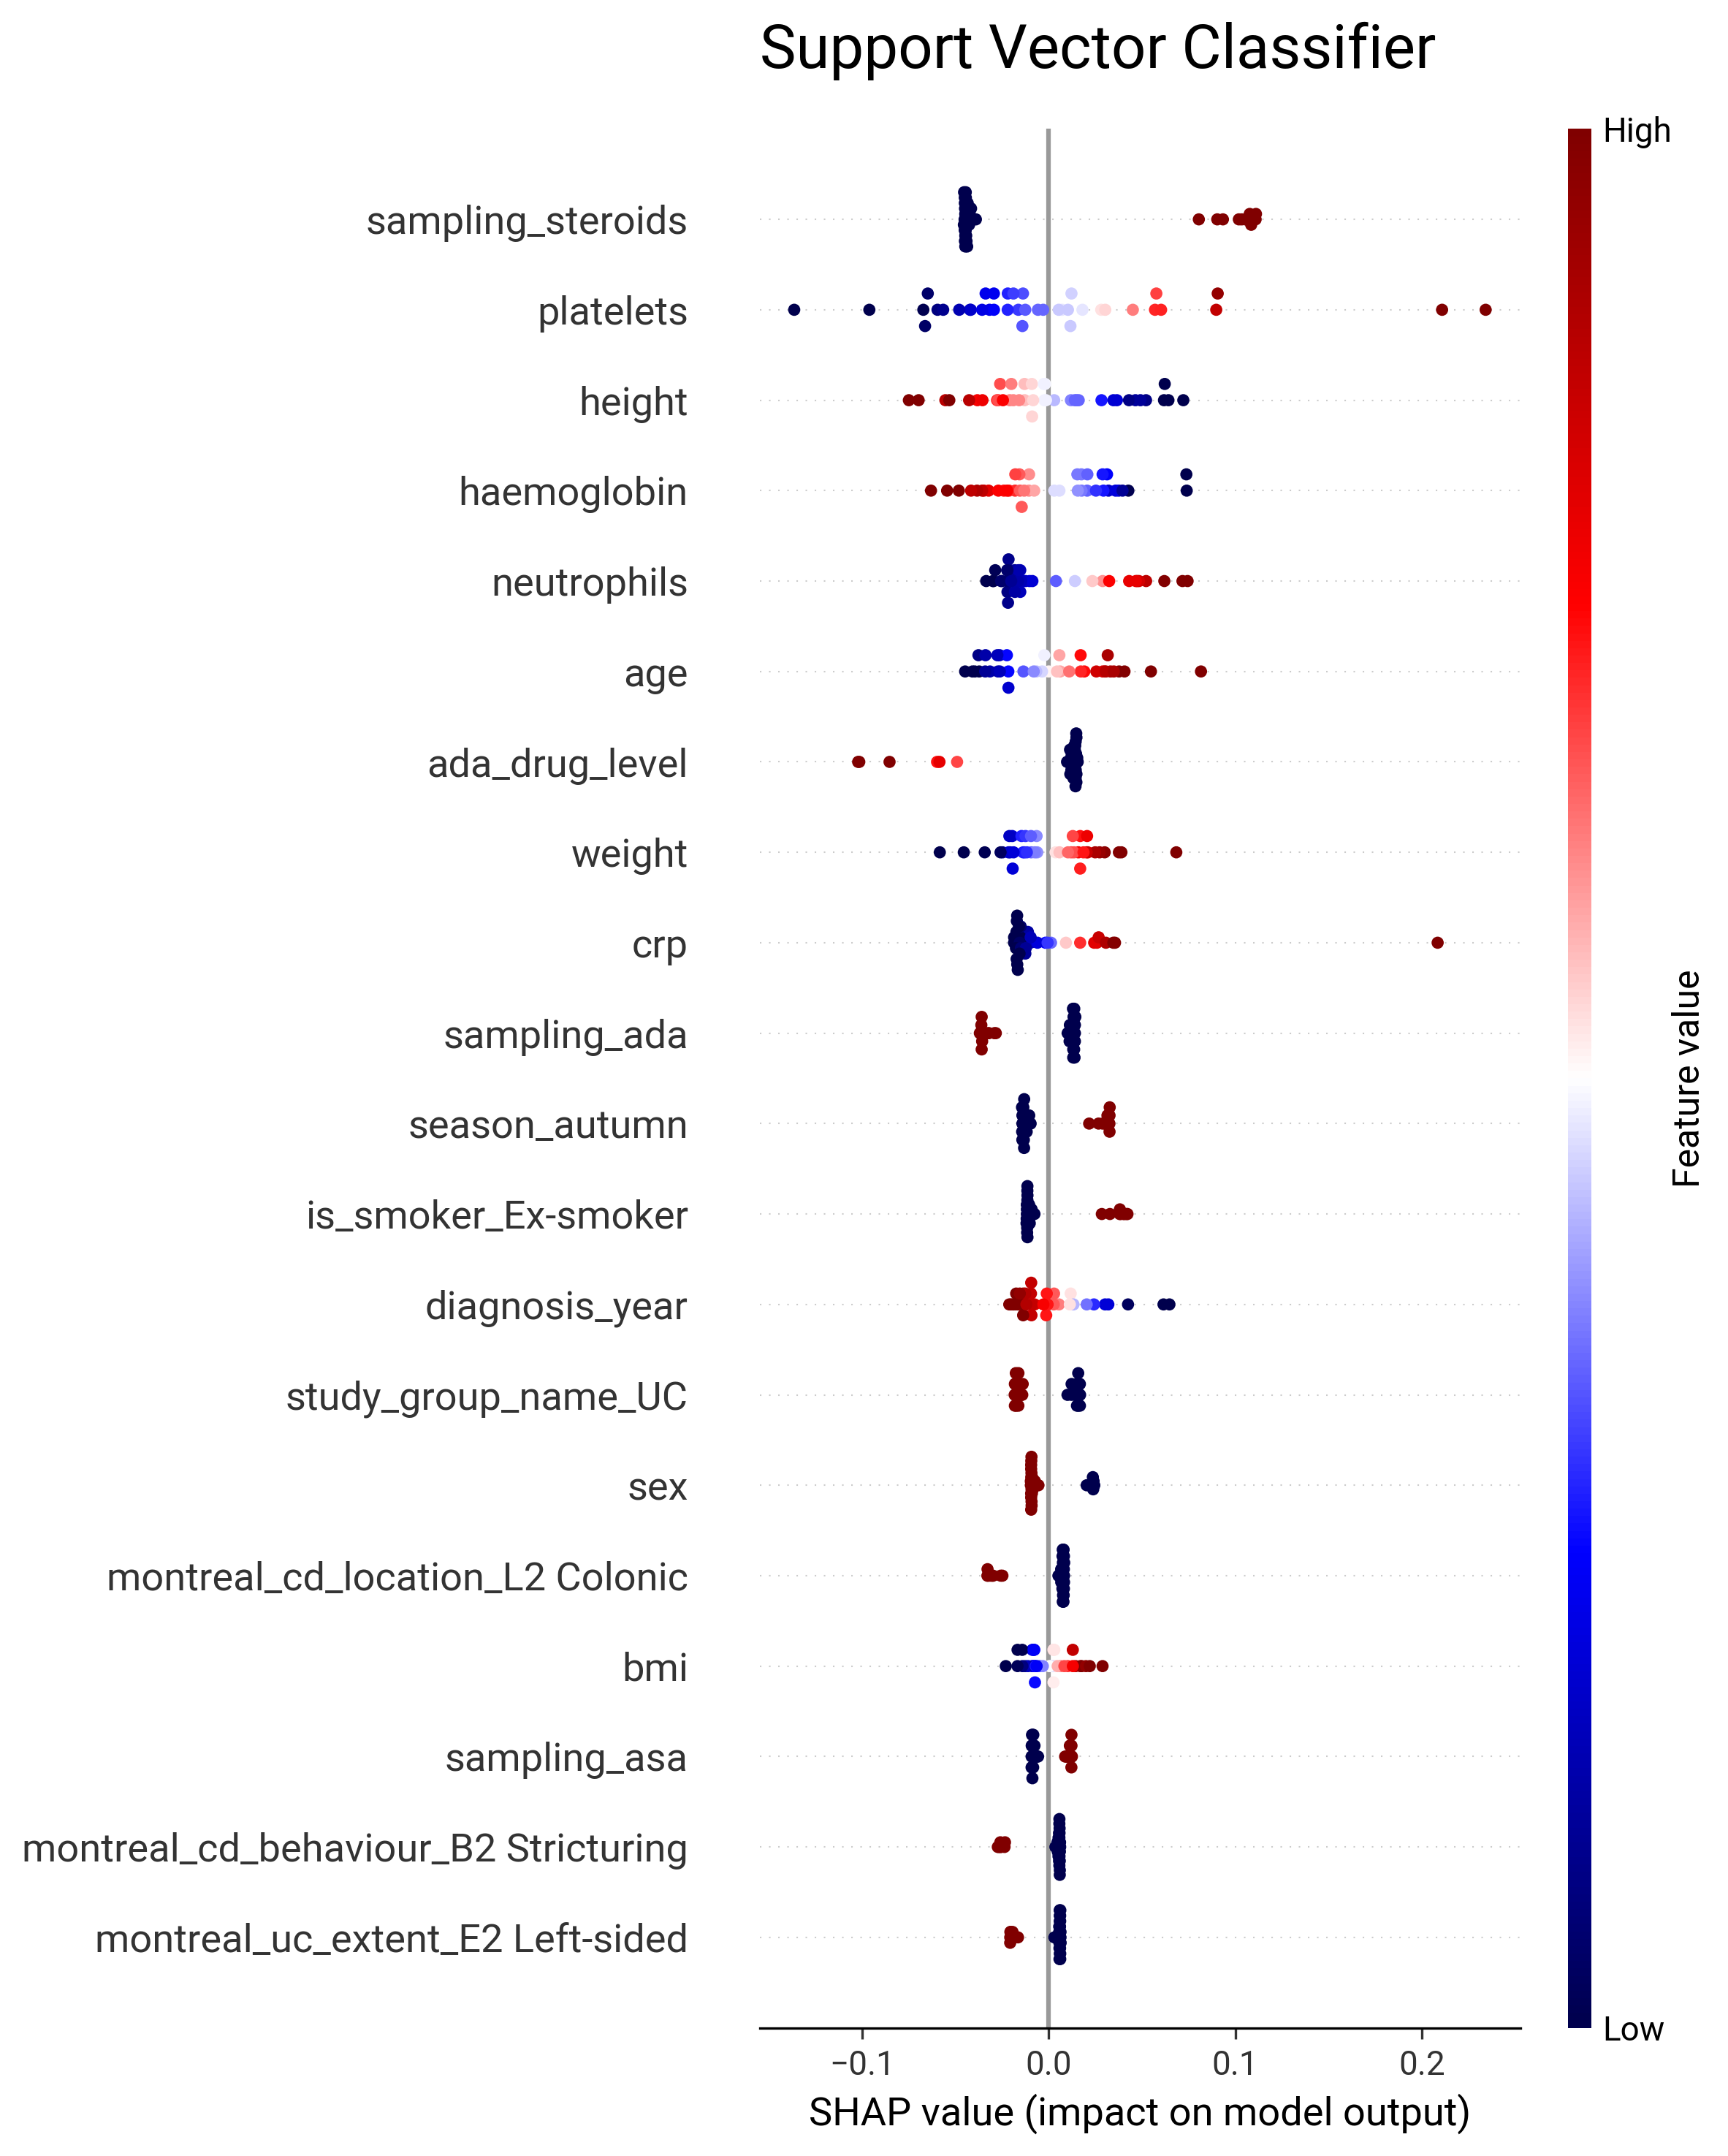 Support Vector Classifier
High
sampling_steroids
platelets
height
haemoglobin
neutrophils
age
ada_drug_level
weight
crp
sampling_ada
season_autumn
is_smoker_Ex-smoker
diagnosis_year
study_group_name_UC
sex
montreal_cd_location_L2 Colonic
bmi
sampling_asa
montreal_cd_behaviour_B2 Stricturing
montreal_uc_extent_E2 Left-sided
Feature value
Low
−0.1 0.0 0.1 0.2
SHAP value (impact on model output)